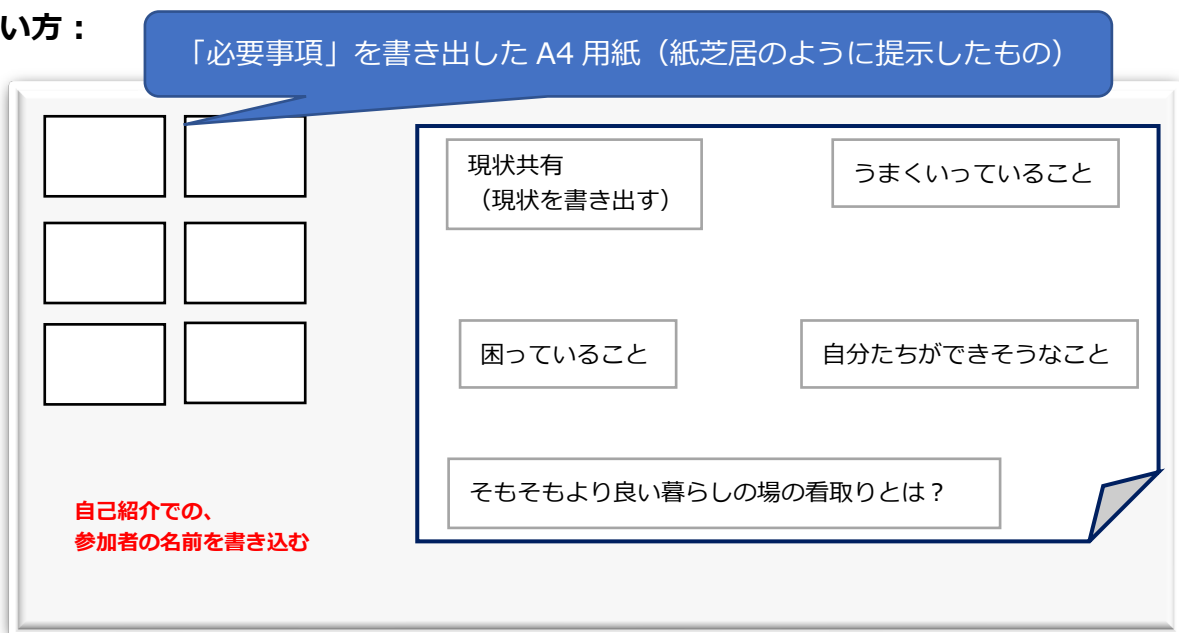 い方：
「必要事項」を書き出した A4 用紙（紙芝居のように提示したもの）
現状共有
（現状を書き出す）
うまくいっていること
困っていること
自分たちができそうなこと
そもそもより良い暮らしの場の看取りとは？
自己紹介での、
参加者の名前を書き込む